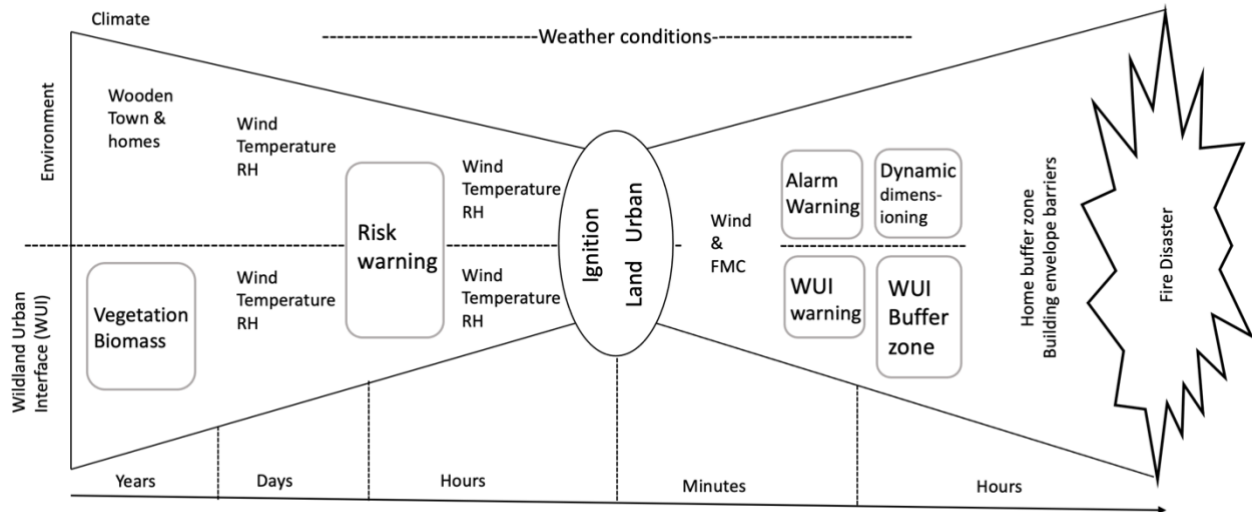 Climate
Weather conditions
Environment
Wooden
Town &
homes
Wind
Temperature
RH
Risk
warning
Wind
Temperature
RH
Ignition
Land Urban
Wind
&
FMC
Alarm
Warning
Dynamic
dimens-
ioning
Wildland Urban
Interface (WUI)
Vegetation
Biomass
Wind
Temperature
RH
Wind
Temperature
RH
WUI
warning
WUI
Buffer
zone
Home buffer zone
Building envelope barriers
Fire Disaster
Years
Days
Hours
Minutes
Hours